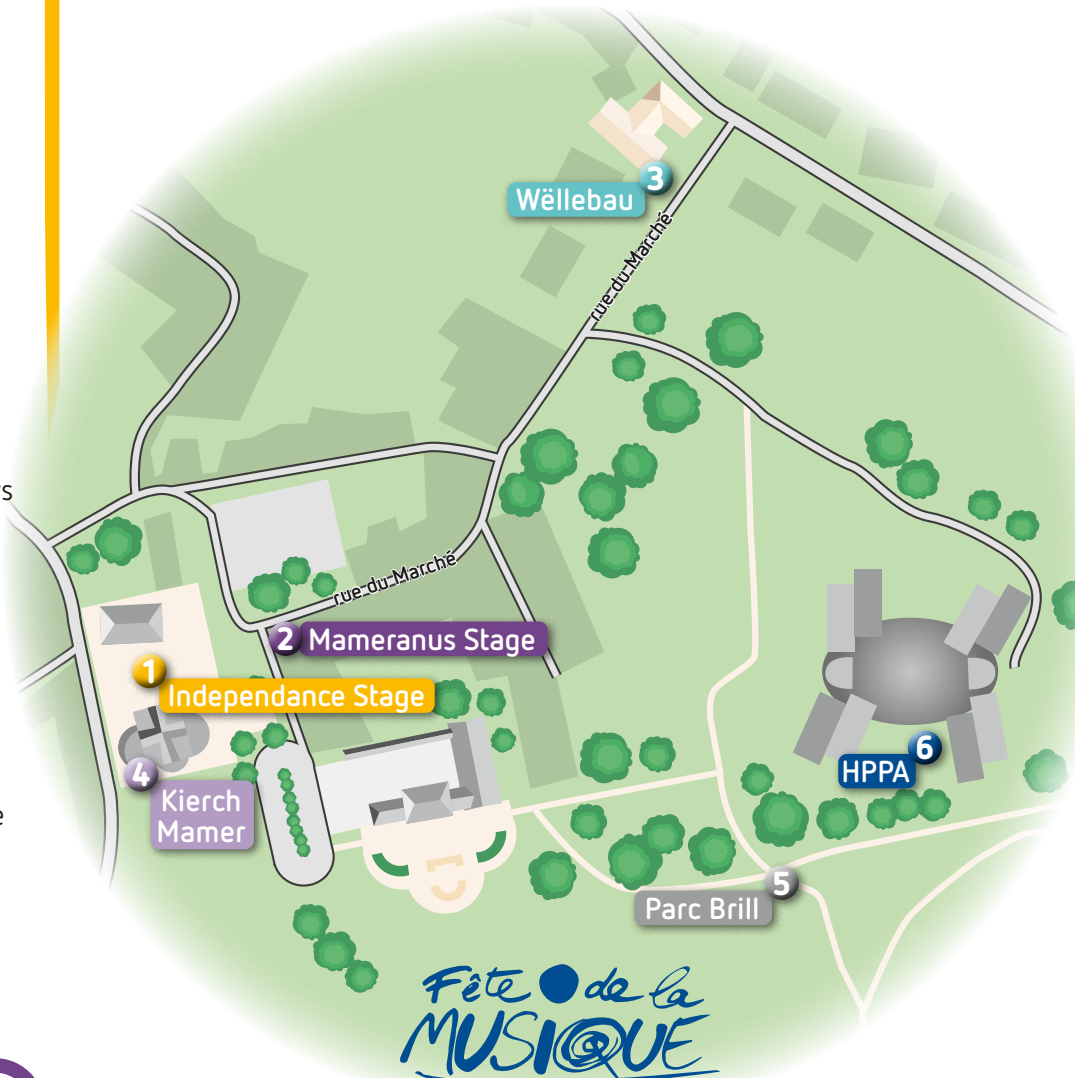 3
Wëllebau
rue du Marché
rs
rue du Marché
2 Mameranus Stage
1
Independance Stage
6
HPPA
4
Kierch
Mamer
e
5
Parc Brill
Fête de la
MUSIQUE